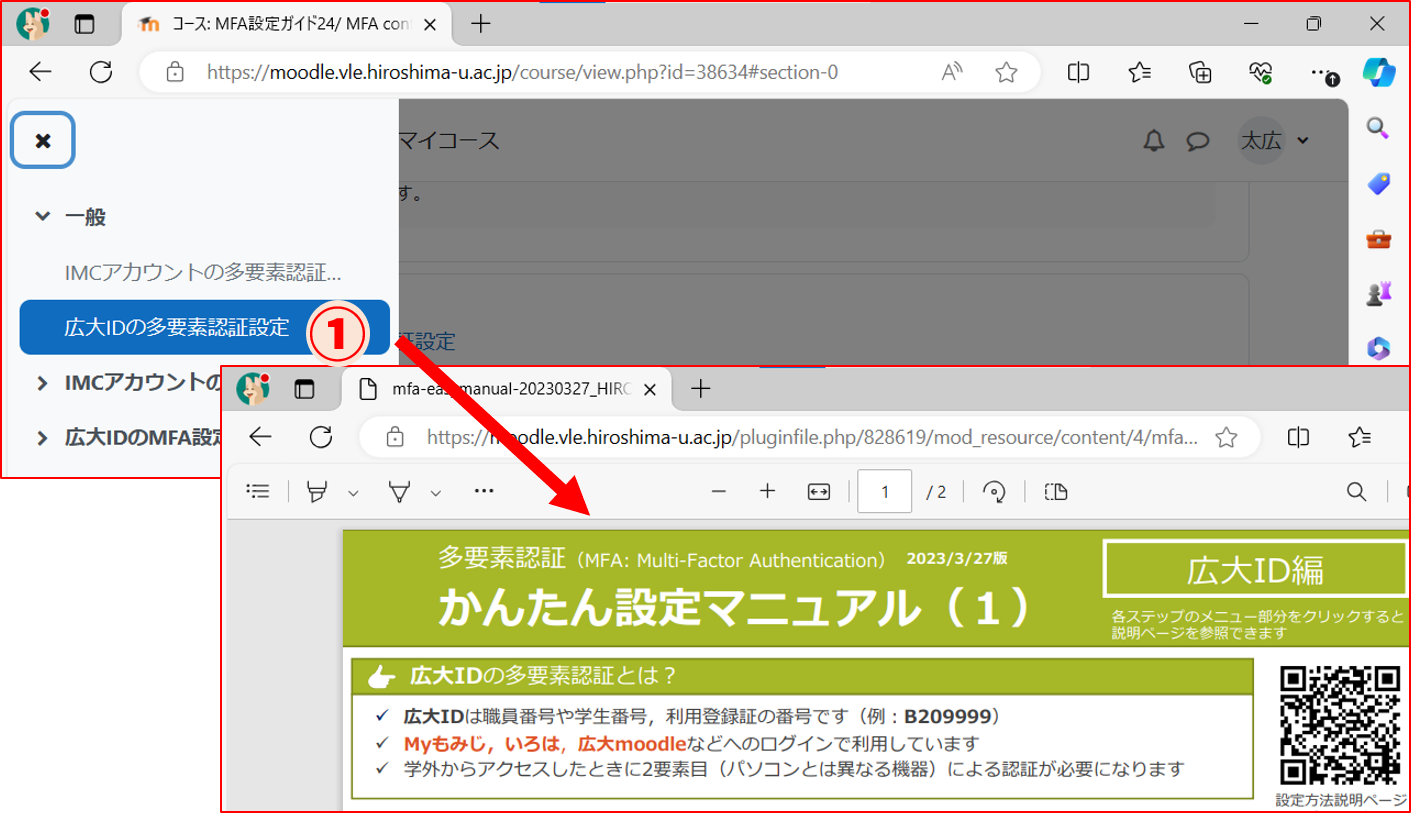 コース: MFA設定ガイド24/ MFA con
https://moodle.vle.hiroshima-u.ac.jp/course/view.php?id=38634#section-0
マイコース
太広
す。
一般
IMCアカウントの多要素認証...
広大IDの多要素認証設定
1
証設定
IMCアカウントの
広大IDのMFA設定
mfa-easymanual-20230327_HIRO
https://moodle.vle.hiroshima-u.ac.jp/pluginfile.php/828619/mod_resource/content/4/mfa...
1 / 2
多要素認証（MFA: Multi-Factor Authentication） 2023/3/27版
かんたん設定マニュアル（１）
広大ID編
各ステップのメニュー部分をクリックすると
説明ページを参照できます
広大IDの多要素認証とは？
✓ 広大IDは職員番号や学生番号，利用登録証の番号です（例：B209999）
✓ Myもみじ，いろは，広大moodleなどへのログインで利用しています
✓ 学外からアクセスしたときに2要素目（パソコンとは異なる機器）による認証が必要になります
設定方法説明ページ